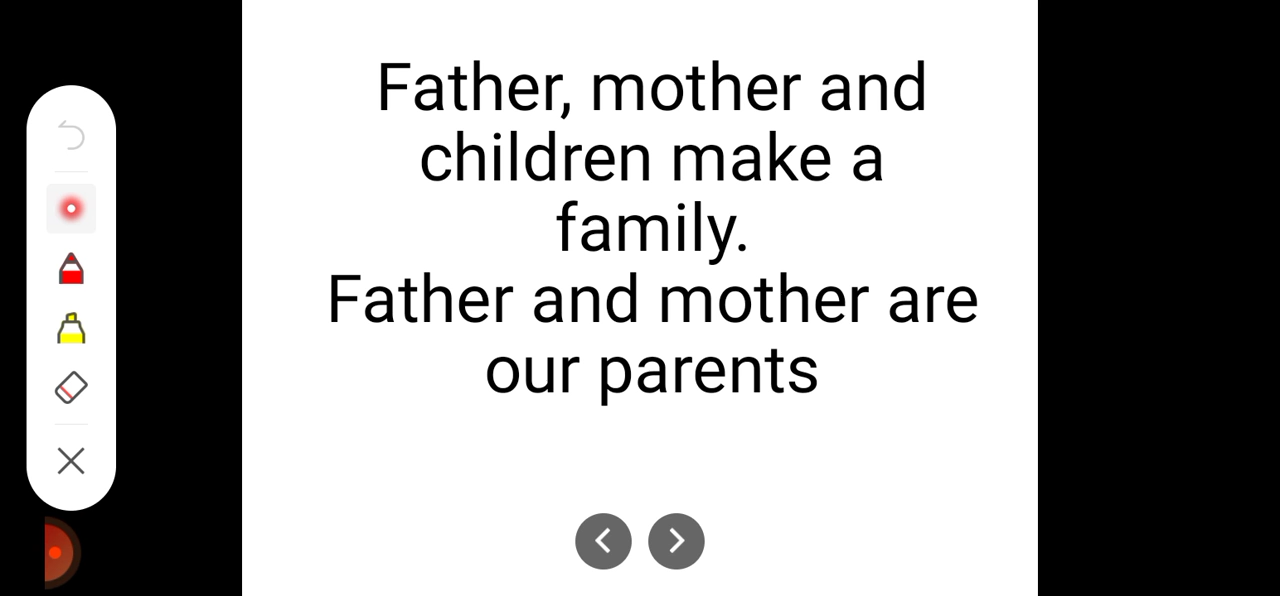 Father, mother and
children make a
family.
Father and mother are
our parents